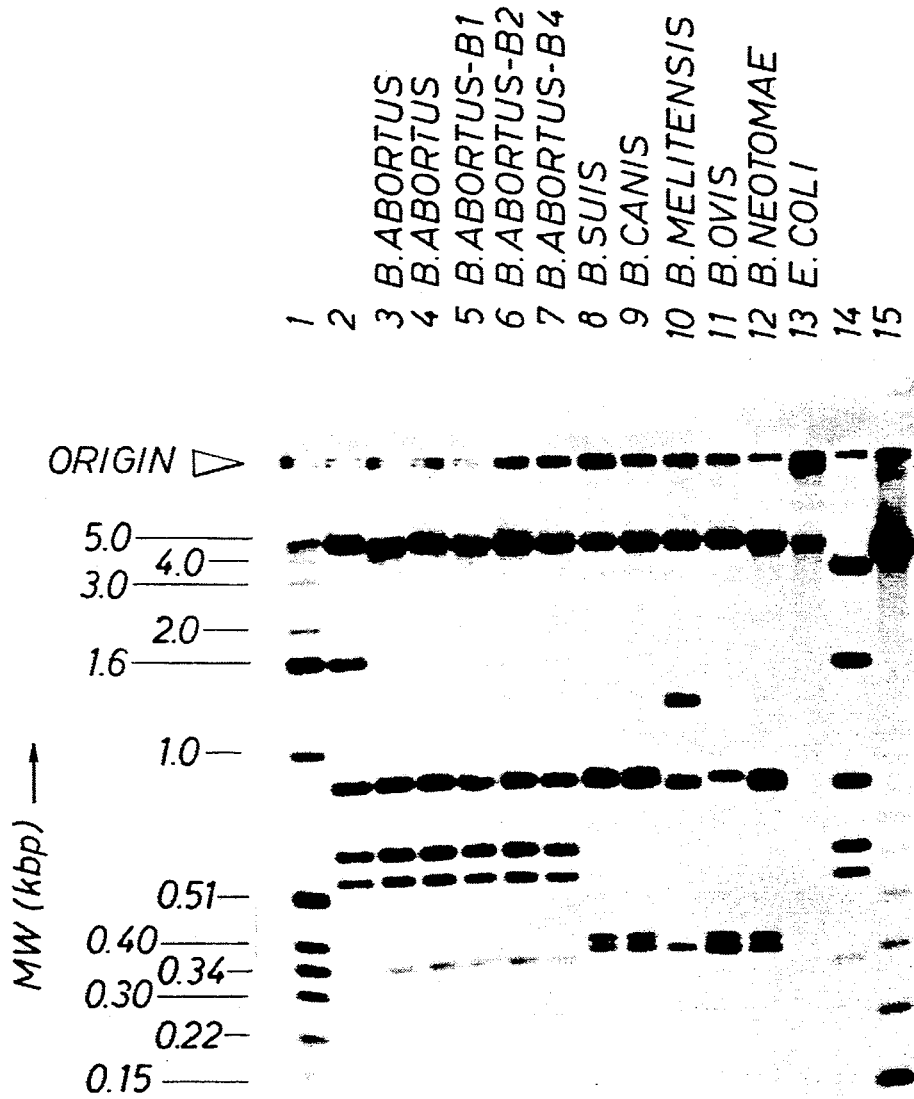 1
2
3 B.ABORTUS
4 B.ABORTUS
5 B.ABORTUS-B1
6 B.ABORTUS-B2
7 B.ABORTUS-B4
8 B.SUIS
9 B.CANIS
10 B.MELITENSIS
11 B.OVIS
12 B.NEOTOMAE
13 E.COLI
14
15
ORIGIN
5.0
4.0
3.0
2.0
1.6
1.0
0.51
0.40
0.34
0.30
0.22
0.15
MW (kbp)